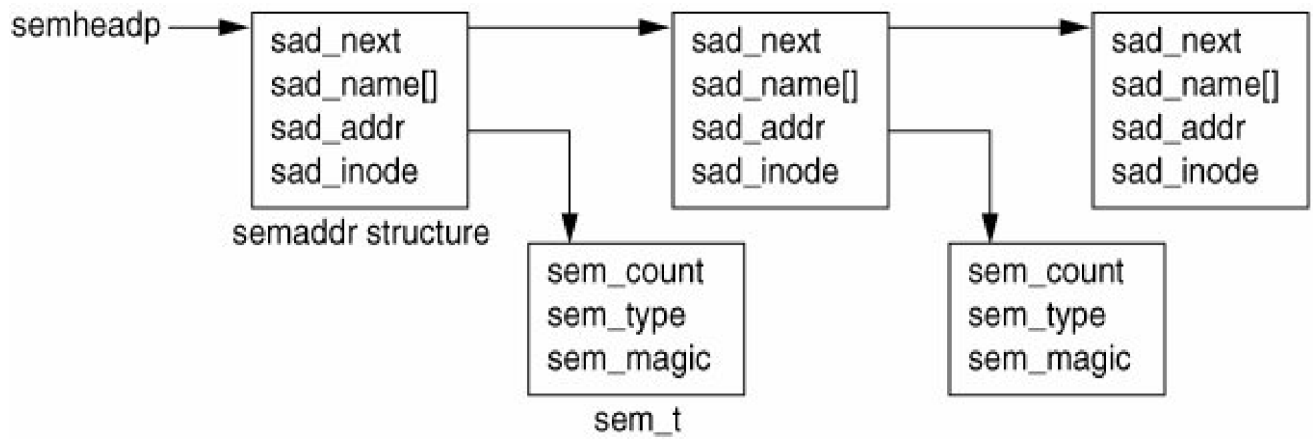 semheadp
sad_next
sad_name[]
sad_addr
sad_inode
semaddr structure
sad_next
sad_name[]
sad_addr
sad_inode
sad_next
sad_name[]
sad_addr
sad_inode
sem_count
sem_type
sem_magic
sem_t
sem_count
sem_type
sem_magic